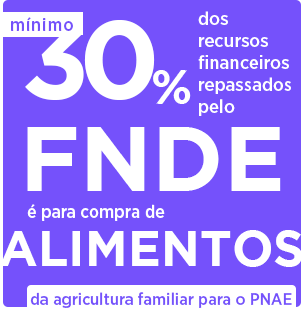 mínimo
30%
dos
recursos
financeiros
repassados
pelo
FNDE
é para compra de
ALIMENTOS
da agricultura familiar para o PNAE